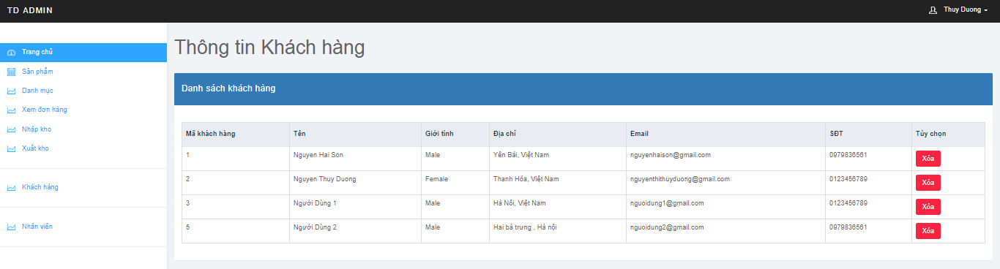 TD ADMIN
Thuy Duong
Trang chủ
Sản phẩm
Danh mục
Xem đơn hàng
Nhập kho
Xuất kho
Khách hàng
Nhân viên
Thông tin Khách hàng
Danh sách khách hàng
Mã khách hàng Tên Giới tính Địa chỉ Email SĐT Tùy chọn
1 Nguyen Hai Son Male Yên Bái, Việt Nam nguyenhaison@gmail.com 0979836561 Xóa
2 Nguyen Thuy Duong Female Thanh Hóa, Việt Nam nguyenthithuyduong@gmail.com 0123456789 Xóa
3 Người Dùng 1 Male Hà Nôi, Việt Nam nguoidung1@gmail.com 0123456789 Xóa
5 Người Dùng 2 Male Hai bà trưng , Hà nội nguoidung2@gmail.com 0979836561 Xóa